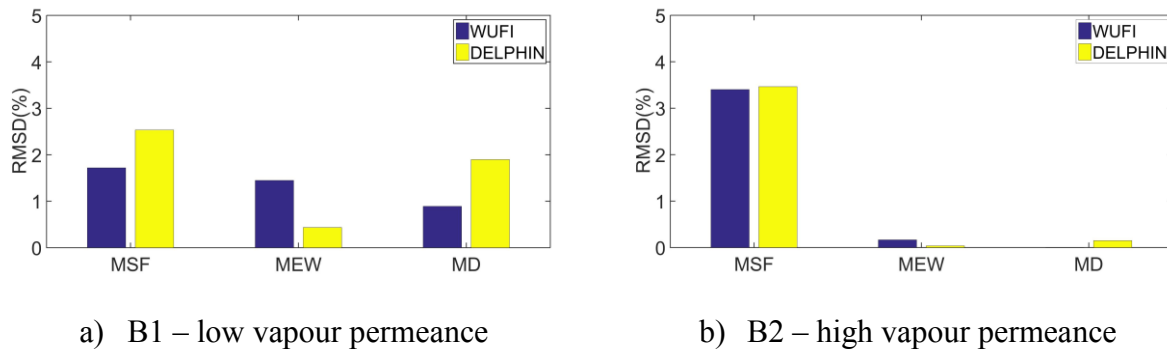 5
4
3
2
1
0
RMSD(%)
WUFI
DELPHIN
MSF MEW MD
5
4
3
2
1
0
RMSD(%)
WUFI
DELPHIN
MSF MEW MD
a) B1 – low vapour permeance
b) B2 – high vapour permeance